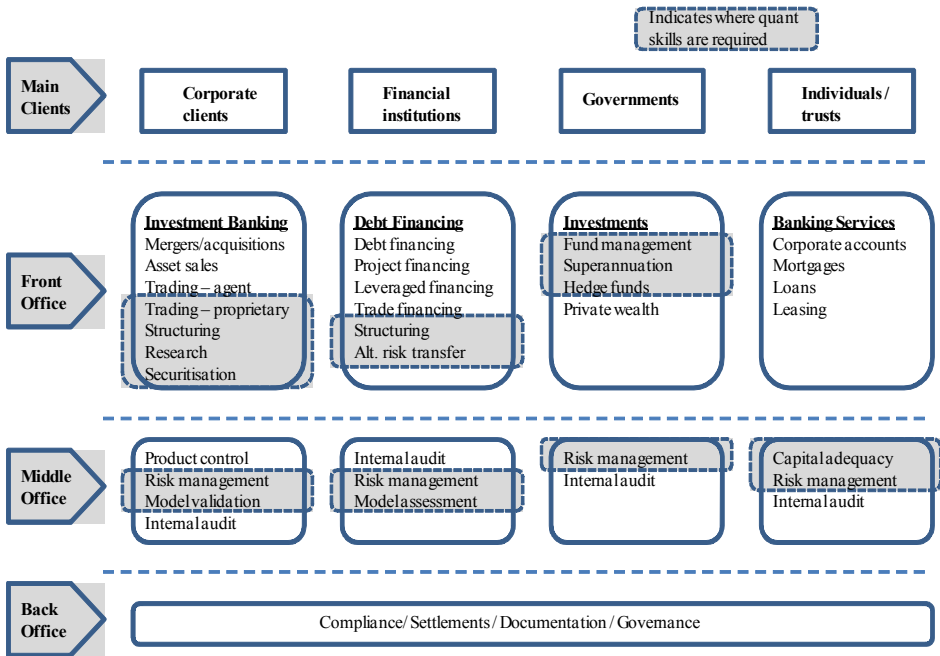 Indicates where quant
skills are required
Main
Clients
Corporate
clients
Financial
institutions
Governments
Individuals /
trusts
Front
Office
Investment Banking
Mergers/acquisitions
Asset sales
Trading – agent
Trading – proprietary
Structuring
Research
Securitisation
Debt Financing
Debt financing
Project financing
Leveraged financing
Trade financing
Structuring
Alt. risk transfer
Investments
Fund management
Superannuation
Hedge funds
Private wealth
Banking Services
Corporate accounts
Mortgages
Loans
Leasing
Middle
Office
Product control
Risk management
Model validation
Internal audit
Internal audit
Risk management
Model assessment
Risk management
Internal audit
Capital adequacy
Risk management
Internal audit
Back
Office
Compliance / Settlements / Documentation / Governance